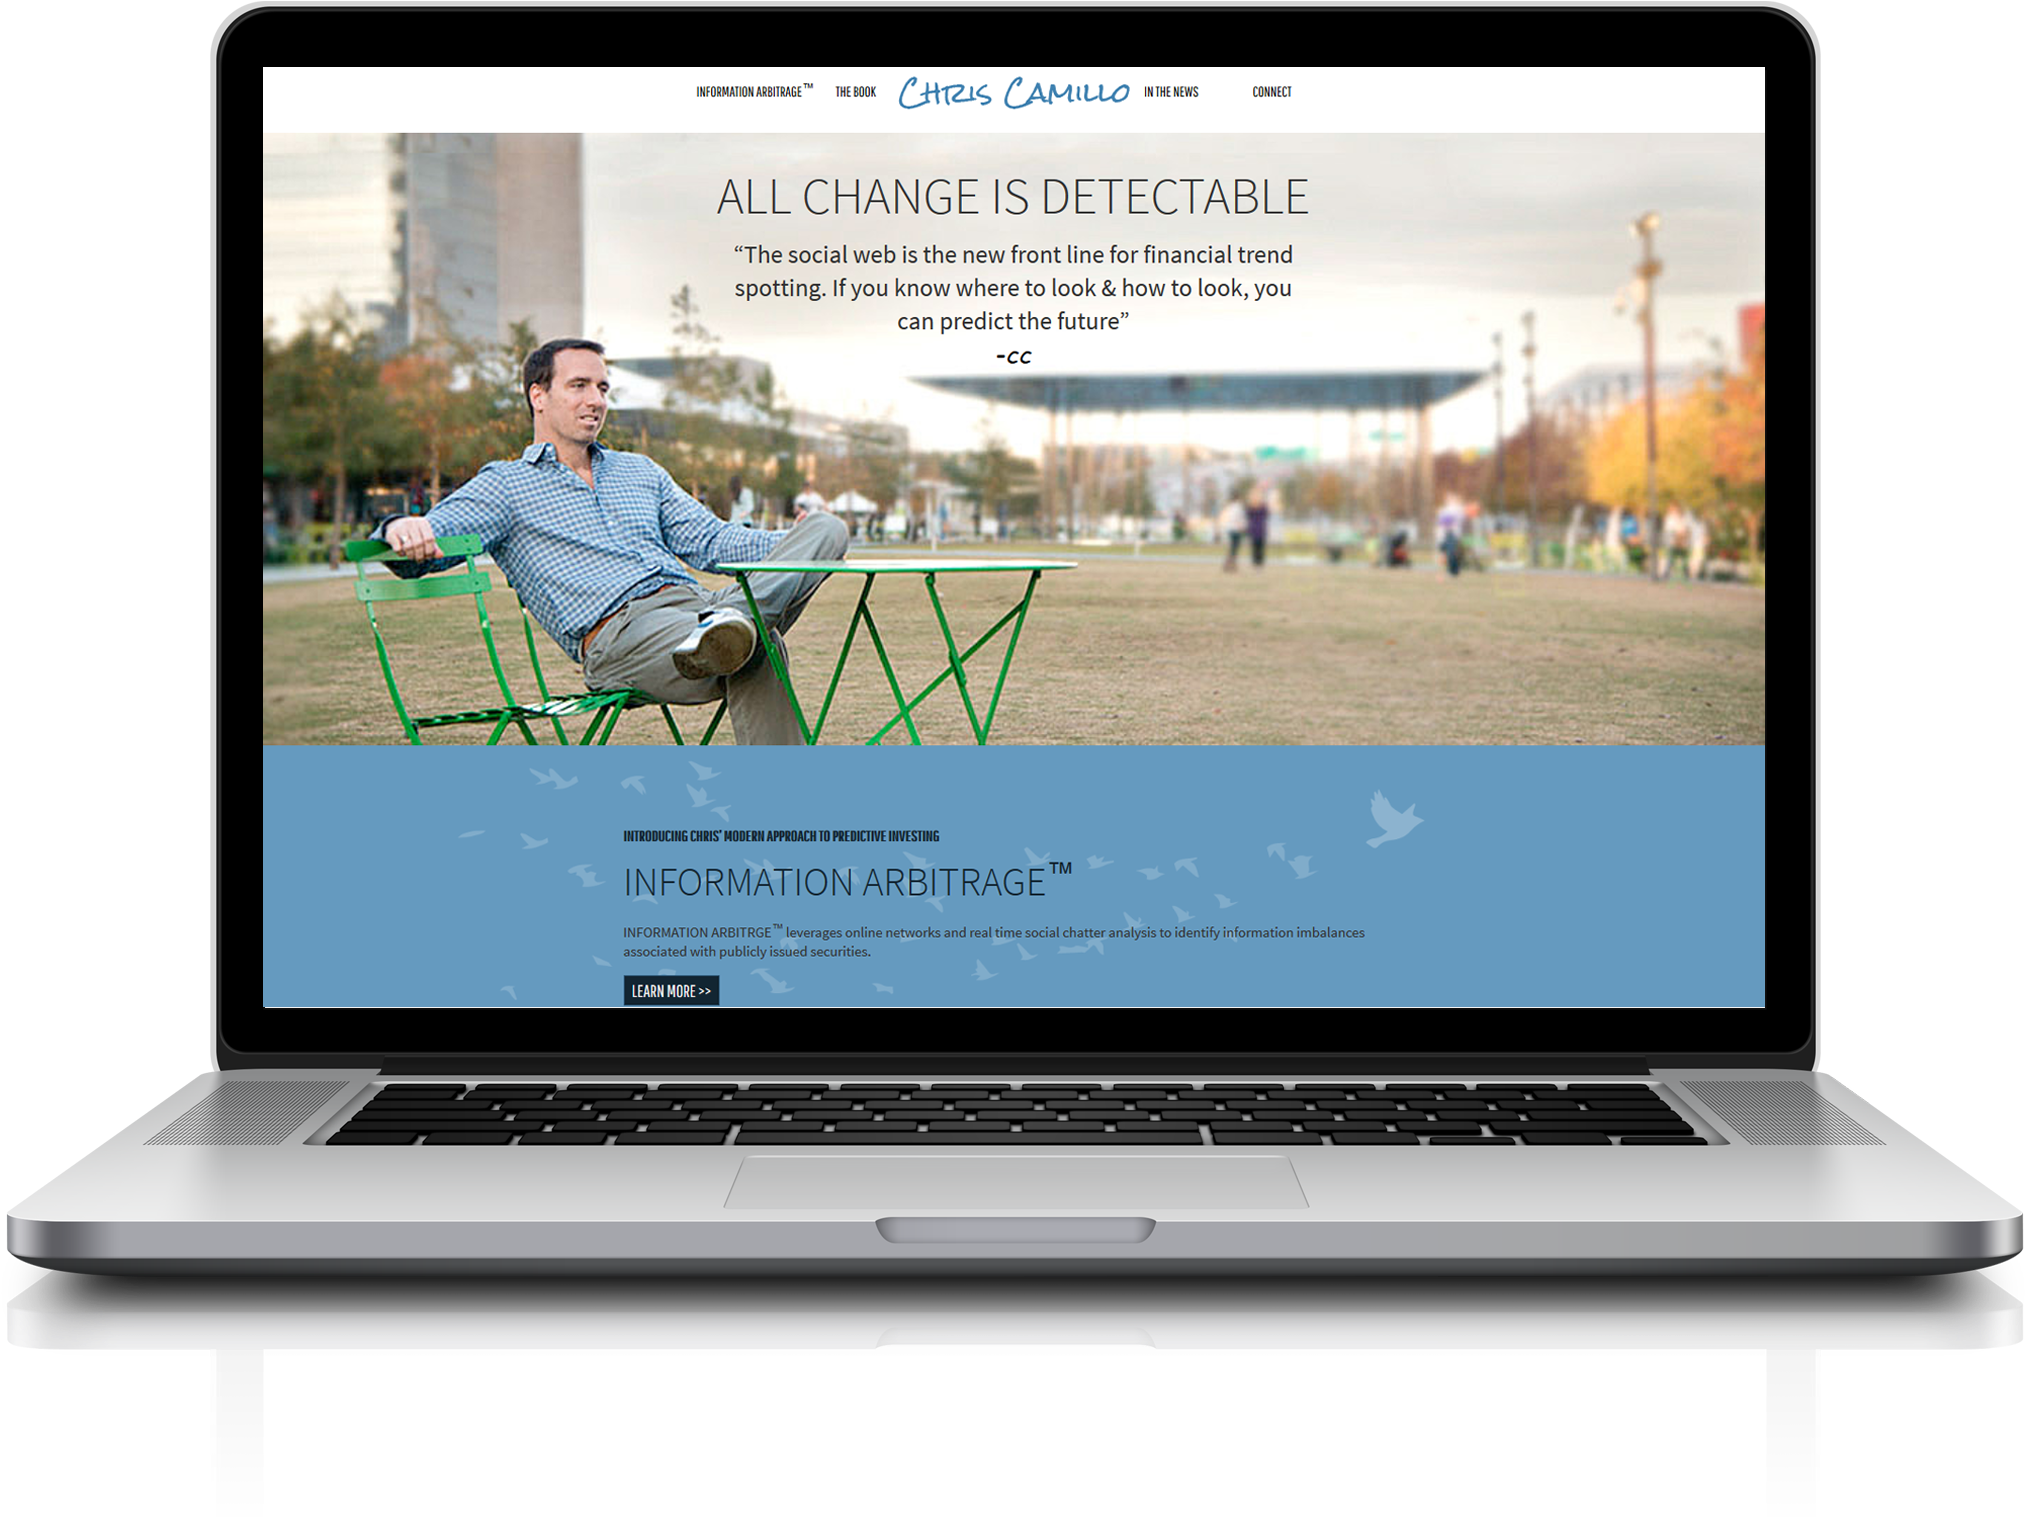 INFORMATION ARBITRAGE™ THE BOOK Chris Camillo IN THE NEWS CONNECT
ALL CHANGE IS DETECTABLE
“The social web is the new front line for financial trend
spotting. If you know where to look & how to look, you
can predict the future”
-cc
INTRODUCING CHRIS' MODERN APPROACH TO PREDICTIVE INVESTING
INFORMATION ARBITRAGE™
INFORMATION ARBITRGE™ leverages online networks and real time social chatter analysis to identify information imbalances
associated with publicly issued securities.
LEARN MORE >>